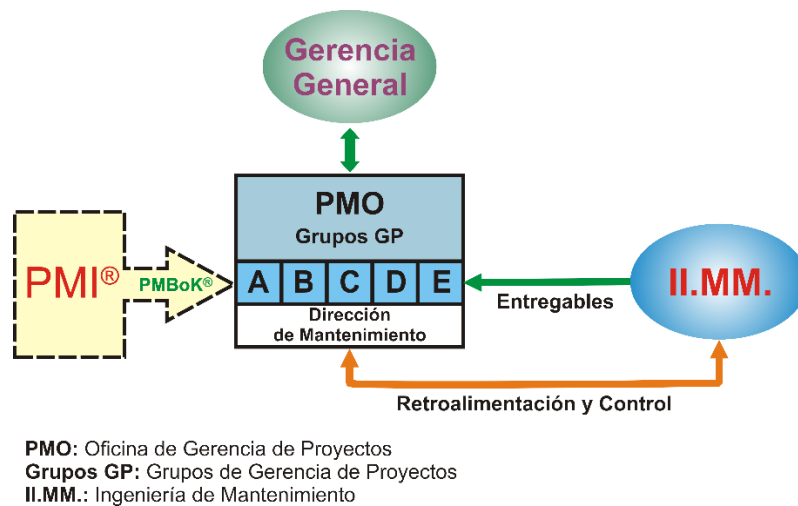 Gerencia
General
PMO
Grupos GP
PMI®
PMBoK®
A B C D E
Dirección
de Mantenimiento
Entregables
II.MM.
Retroalimentación y Control
PMO: Oficina de Gerencia de Proyectos
Grupos GP: Grupos de Gerencia de Proyectos
II.MM.: Ingeniería de Mantenimiento